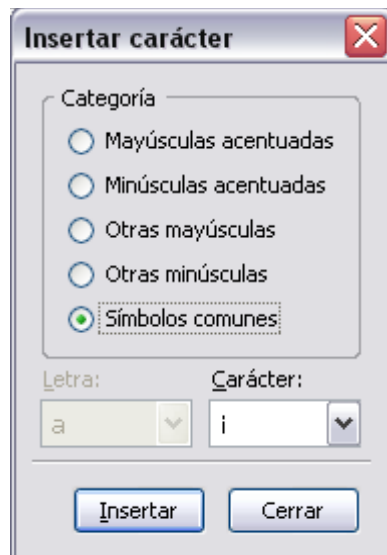 Insertar carácter
Categoría
Mayúsculas acentuadas
Minúsculas acentuadas
Otras mayúsculas
Otras minúsculas
Símbolos comunes
Letra: Carácter:
a ¡
Insertar Cerrar